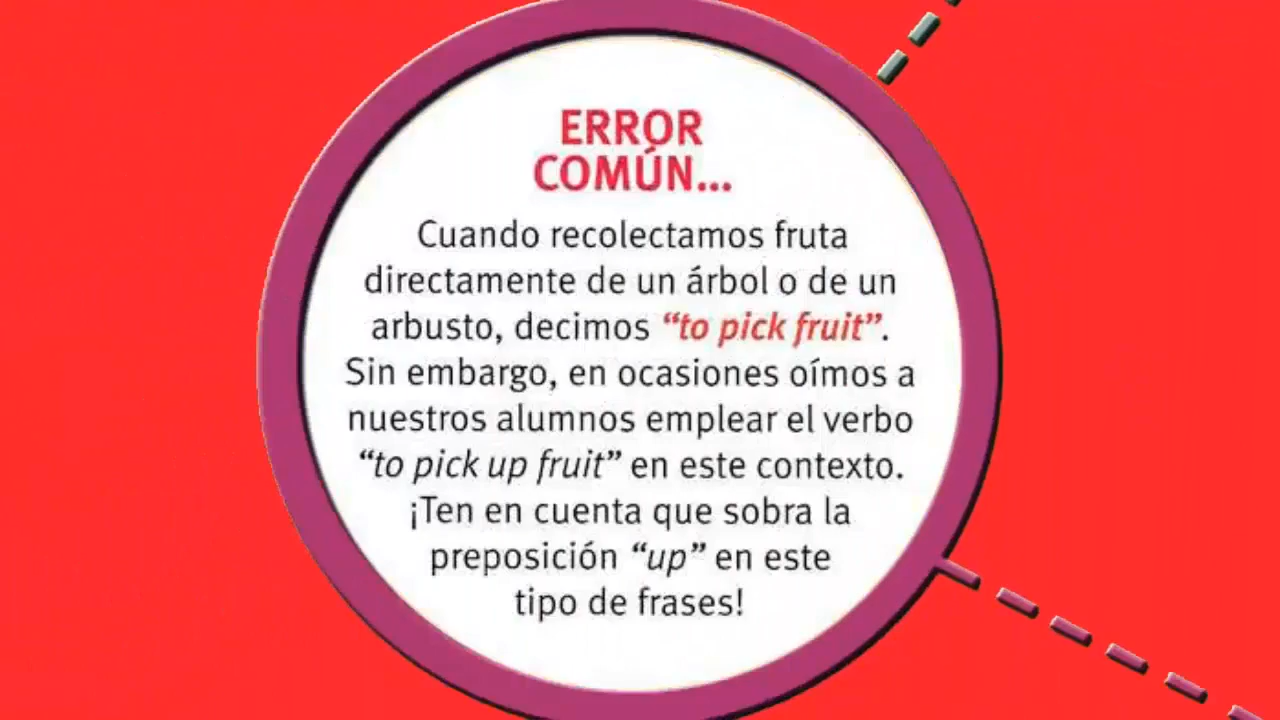 ERROR
COMÚN...
Cuando recolectamos fruta
directamente de un árbol o de un
arbusto, decimos “to pick fruit”.
Sin embargo, en ocasiones oímos a
nuestros alumnos emplear el verbo
“to pick up fruit” en este contexto.
¡Ten en cuenta que sobra la
preposición “up” en este
tipo de frases!